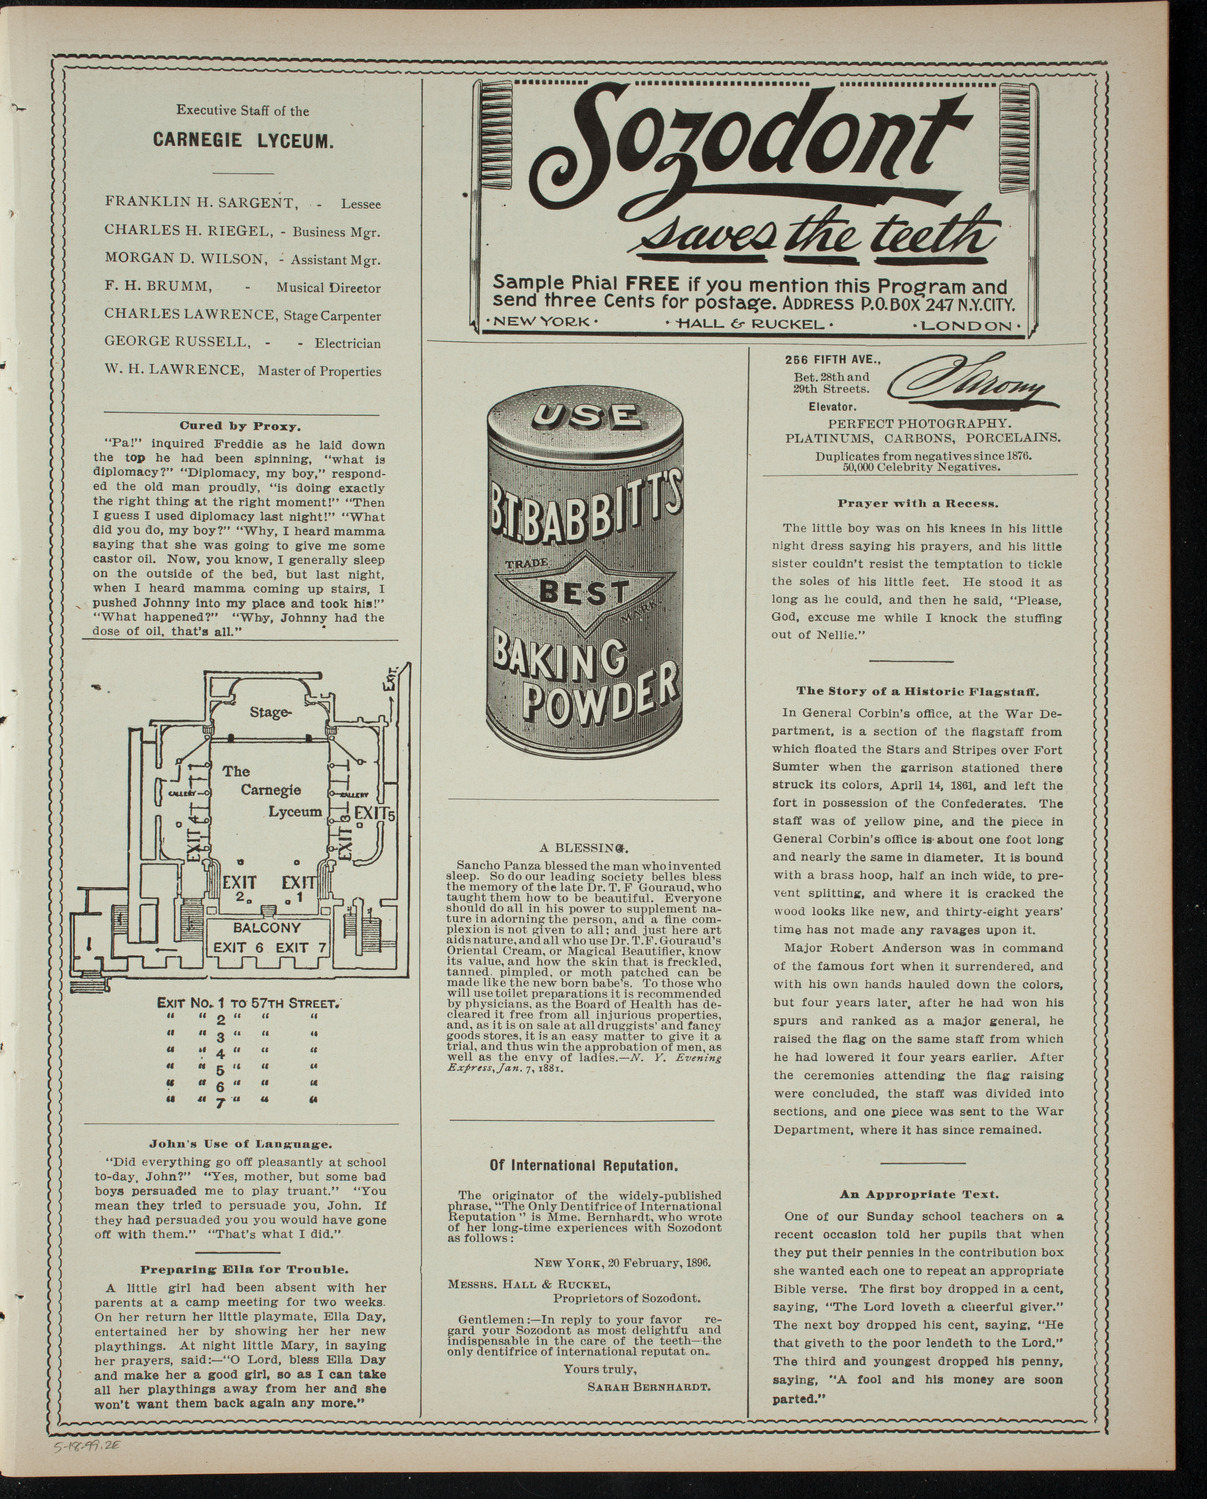 Executive Staff of the
CARNEGIE LYCEUM.
FRANKLIN H. SARGENT, - Lessee
CHARLES H. RIEGEL, - Business Mgr.
MORGAN D. WILSON, - Assistant Mgr.
F. H. BRUMM, - Musical Director
CHARLES LAWRENCE, Stage Carpenter
GEORGE RUSSELL, - - Electrician
W. H. LAWRENCE, Master of Properties
Cured by Proxy.
"Pa!" inquired Freddie as he laid down
the top he had been spinning, "what is
diplomacy?" "Diplomacy, my boy," respond-
ed the old man proudly, "is doing exactly
the right thing at the right moment!" "Then
I guess I used diplomacy last night!" "What
did you do, my boy?" "Why, I heard mamma
saying that she was going to give me some
castor oil. Now, you know, I generally sleep
on the outside of the bed, but last night,
when I heard mamma coming up stairs, I
pushed Johnny into my place and took his!"
"What happened?" "Why, Johnny had the
dose of oil, that's all."
EXIT.
Stage
The
Carnegie
Lyceum
GALLERY
GALLERY
EXIT 4
EXIT 3
EXIT 5
EXIT 2.
EXIT 1
BALCONY
EXIT 6 EXIT 7
EXIT NO. 1 TO 57TH STREET.
" " 2 " " "
" " 3 " " "
" " 4 " " "
" " 5 " " "
" " 6 " " "
" " 7 " " "
John's Use of Language.
"Did everything go off pleasantly at school
to-day, John?" "Yes, mother, but some bad
boys persuaded me to play truant." "You
mean they tried to persuade you, John. If
they had persuaded you you would have gone
off with them." "That's what I did."
Preparing Ella for Trouble.
A little girl had been absent with her
parents at a camp meeting for two weeks.
On her return her little playmate, Ella Day,
entertained her by showing her her new
playthings. At night little Mary, in saying
her prayers, said:—"O Lord, bless Ella Day
and make her a good girl, so as I can take
all her playthings away from her and she
won't want them back again any more."
Sozodont
saves the teeth
Sample Phial FREE if you mention this Program and
send three Cents for postage. ADDRESS P.O. BOX 247 N.Y. CITY.
· NEW YORK · · HALL & RUCKEL · · LONDON ·
USE
B.T. BABBITT'S
TRADE
BEST
MARK
BAKING
POWDER
A BLESSING.
Sancho Panza blessed the man who invented
sleep. So do our leading society belles bless
the memory of the late Dr. T. F Gouraud, who
taught them how to be beautiful. Everyone
should do all in his power to supplement na-
ture in adorning the person, and a fine com-
plexion is not given to all; and just here art
aids nature, and all who use Dr. T. F. Gouraud's
Oriental Cream, or Magical Beautifier, know
its value, and how the skin that is freckled,
tanned. pimpled, or moth patched can be
made like the new born babe's. To those who
will use toilet preparations it is recommended
by physicians, as the Board of Health has de-
cleared it free from all injurious properties,
and, as it is on sale at all druggists' and fancy
goods stores, it is an easy matter to give it a
trial, and thus win the approbation of men, as
well as the envy of ladies.—N. Y. Evening
Express, Jan. 7, 1881.
Of International Reputation.
The originator of the widely-published
phrase, "The Only Dentifrice of International
Reputation" is Mme. Bernhardt, who wrote
of her long-time experiences with Sozodont
as follows:
NEW YORK, 20 February, 1896.
MESSRS. HALL & RUCKEL,
Proprietors of Sozodont.
Gentlemen:—In reply to your favor re-
gard your Sozodont as most delightfu and
indispensable in the care of the teeth—the
only dentifrice of international reputat on.
Yours truly,
SARAH BERNHARDT.
256 FIFTH AVE.,
Bet. 28th and
29th Streets.
Elevator.
Sarony
PERFECT PHOTOGRAPHY.
PLATINUMS, CARBONS, PORCELAINS.
Duplicates from negatives since 1876.
50,000 Celebrity Negatives.
Prayer with a Recess.
The little boy was on his knees in his little
night dress saying his prayers, and his little
sister couldn't resist the temptation to tickle
the soles of his little feet. He stood it as
long as he could, and then he said, "Please,
God, excuse me while I knock the stuffing
out of Nellie."
The Story of a Historic Flagstaff.
In General Corbin's office, at the War De-
partment, is a section of the flagstaff from
which floated the Stars and Stripes over Fort
Sumter when the garrison stationed there
struck its colors, April 14, 1861, and left the
fort in possession of the Confederates. The
staff was of yellow pine, and the piece in
General Corbin's office is about one foot long
and nearly the same in diameter. It is bound
with a brass hoop, half an inch wide, to pre-
vent splitting, and where it is cracked the
wood looks like new, and thirty-eight years'
time has not made any ravages upon it.
Major Robert Anderson was in command
of the famous fort when it surrendered, and
with his own hands hauled down the colors,
but four years later, after he had won his
spurs and ranked as a major general, he
raised the flag on the same staff from which
he had lowered it four years earlier. After
the ceremonies attending the flag raising
were concluded, the staff was divided into
sections, and one piece was sent to the War
Department, where it has since remained.
An Appropriate Text.
One of our Sunday school teachers on a
recent occasion told her pupils that when
they put their pennies in the contribution box
she wanted each one to repeat an appropriate
Bible verse. The first boy dropped in a cent,
saying, "The Lord loveth a cheerful giver."
The next boy dropped his cent, saying, "He
that giveth to the poor lendeth to the Lord."
The third and youngest dropped his penny,
saying, "A fool and his money are soon
parted."
5-18-99.2E